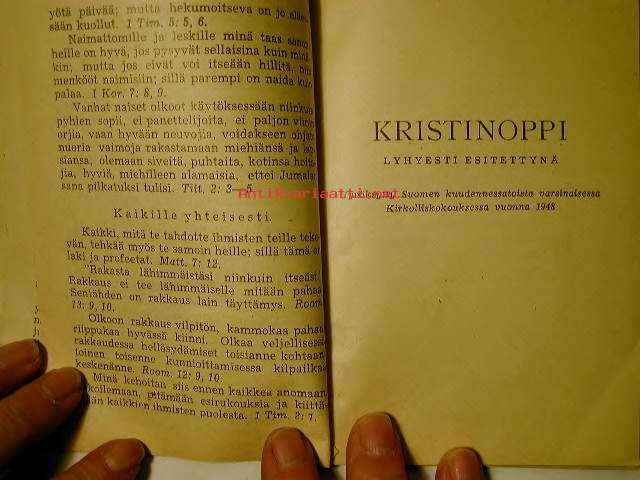 yötä päivää; mutta hekumoitseva on jo elä-
sään kuollut. 1 Tim. 5: 5, 6.
Naimattomille ja leskille minä taas sanon:
heille on hyvä, jos pysyvät sellaisina kuin minä-
kin; mutta jos eivät voi itseään hillitä, niin
menkööt naimisiin; sillä parempi on naida kuin
palaa. 1 Kor. 7: 8, 9.
Vanhat naiset olkoot käytöksessään niinkuin
pyhien sopii, ei panettelijoita, ei paljon viinin
orjia, vaan hyvään neuvojia, voidakseen ohjata
nuoria vaimoja rakastamaan miehiänsä ja lap-
siansa, olemaan siveitä, puhtaita, kotinsa hoita-
jia, hyviä, miehilleen alamaisia, ettei Jumalan
sana pilkatuksi tulisi. Tiit. 2: 3—5.
Kaikille yhteisesti.
Kaikki, mitä te tahdotte ihmisten teille teke-
vän, tehkää myös te samoin heille; sillä tämä on
laki ja profeetat. Matt. 7: 12.
"Rakasta lähimmäistäsi niinkuin itseäsi."
Rakkaus ei tee lähimmäiselle mitään pahaa.
Sentähden on rakkaus lain täyttämys. Room.
13: 9, 10.
Olkoon rakkaus vilpitön, kammokaa pahaa,
riippukaa hyvässä kiinni. Olkaa veljellisessä
rakkaudessa helläsydämiset toisianne kohtaan,
toinen toisenne kunnioittamisessa kilpailkaa
keskenänne. Room. 12: 9, 10.
Minä kehoitan siis ennen kaikkea anomaan,
rukoilemaan, pitämään esirukouksia ja kiittä-
mään kaikkien ihmisten puolesta. 1 Tim. 2: 1.
KRISTINOPPI
LYHYESTI ESITETTYNÄ
Suomen kuudennessatoista varsinaisessa
Kirkolliskokouksessa vuonna 1948
Antikvariaatti.net